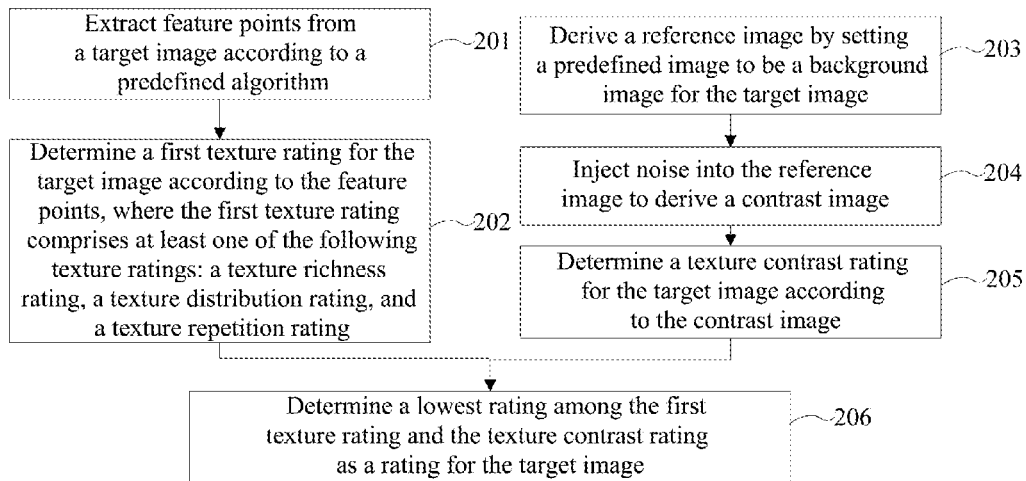 Extract feature points from
a target image according to a
predefined algorithm
201
Determine a first texture rating for the
target image according to the feature
points, where the first texture rating
comprises at least one of the following
texture ratings: a texture richness
rating, a texture distribution rating, and
a texture repetition rating
202
Derive a reference image by setting
a predefined image to be a background
image for the target image
203
Inject noise into the reference
image to derive a contrast image
204
Determine a texture contrast rating
for the target image according
to the contrast image
205
Determine a lowest rating among the first
texture rating and the texture contrast rating
as a rating for the target image
206